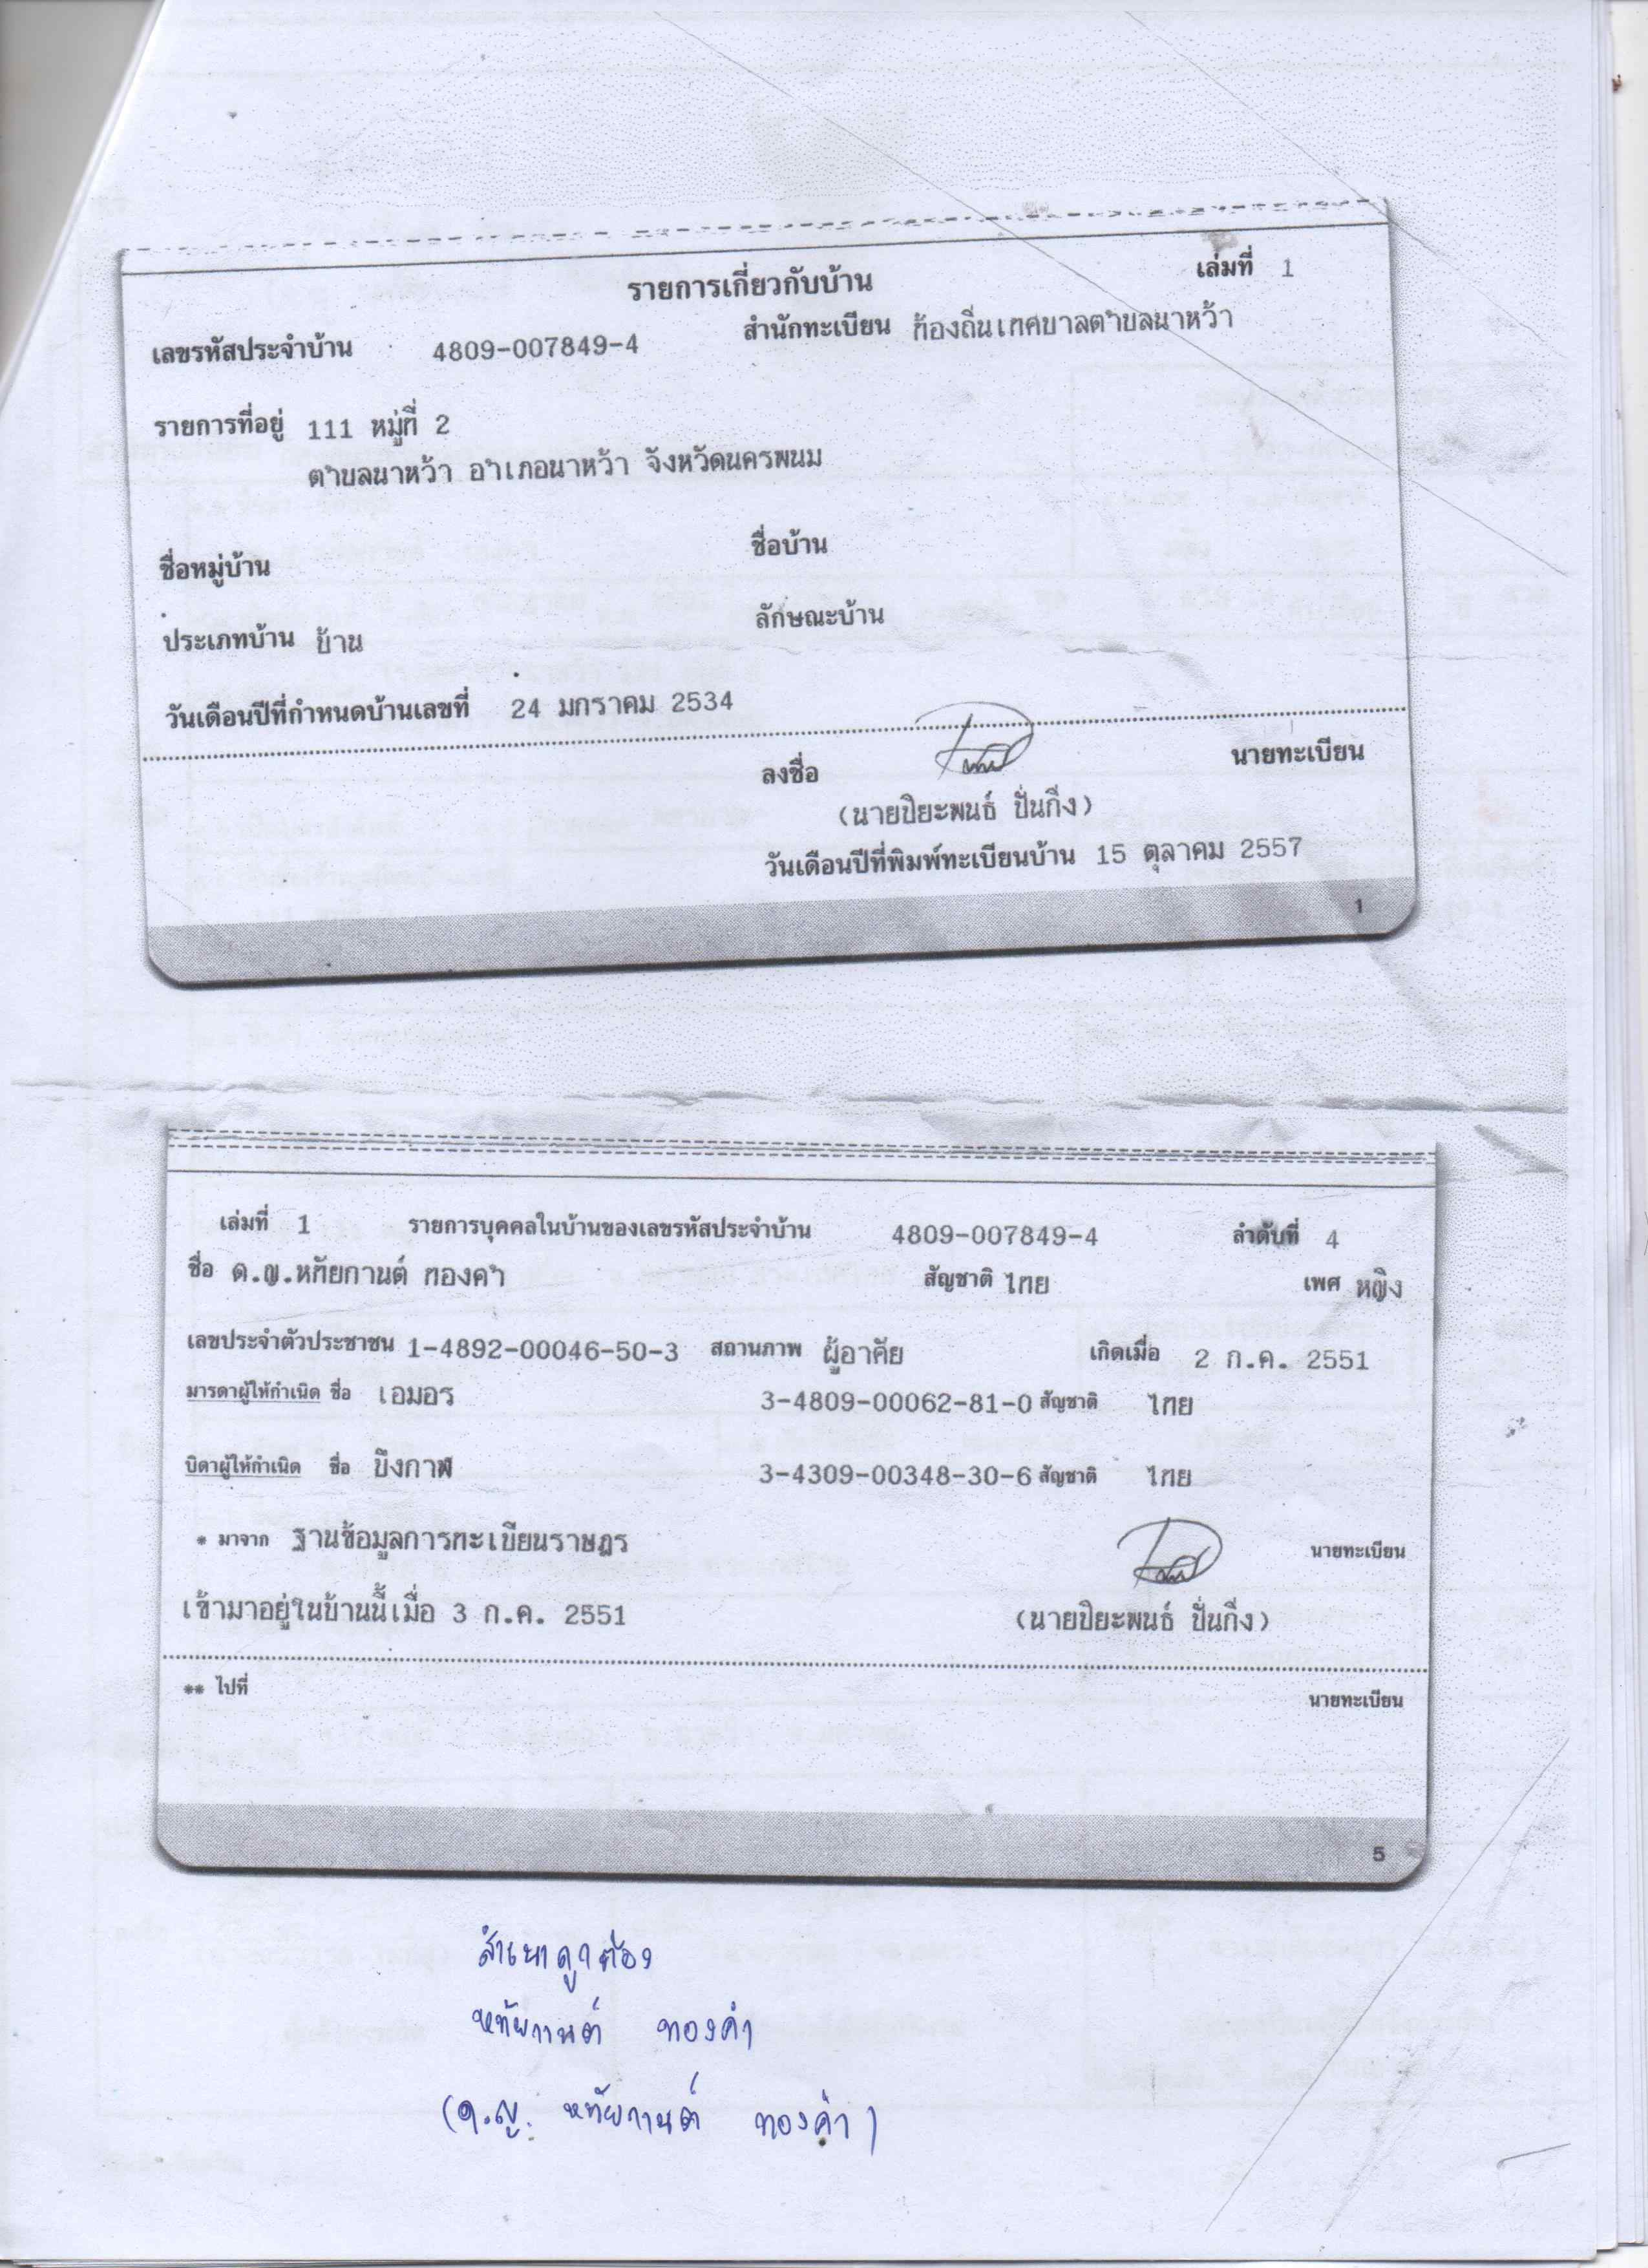 รายการเกี่ยวกับบ้าน เล่มที่ 1
เลขรหัสประจำบ้าน 4809-007849-4 สำนักทะเบียน ท้องถิ่นเทศบาลตำบลนาหว้า
รายการที่อยู่ 111 หมู่ที่ 2
ตำบลนาหว้า อำเภอนาหว้า จังหวัดนครพนม
ชื่อหมู่บ้าน ชื่อบ้าน
ประเภทบ้าน บ้าน ลักษณะบ้าน
วันเดือนปีที่กำหนดบ้านเลขที่ 24 มกราคม 2534
ลงชื่อ นายทะเบียน
(นายปิยะพนธ์ ปั่นกิ่ง)
วันเดือนปีที่พิมพ์ทะเบียนบ้าน 15 ตุลาคม 2557
1
เล่มที่ 1 รายการบุคคลในบ้านของเลขรหัสประจำบ้าน 4809-007849-4 ลำดับที่ 4
ชื่อ ด.ญ.หทัยกานต์ ทองคำ สัญชาติ ไทย เพศ หญิง
เลขประจำตัวประชาชน 1-4892-00046-50-3 สถานภาพ ผู้อาศัย เกิดเมื่อ 2 ก.ค. 2551
มารดาผู้ให้กำเนิด ชื่อ เอมอร 3-4809-00062-81-0 สัญชาติ ไทย
บิดาผู้ให้กำเนิด ชื่อ ขึงกาฬ 3-4309-00348-30-6 สัญชาติ ไทย
* มาจาก ฐานข้อมูลการทะเบียนราษฎร นายทะเบียน
เข้ามาอยู่ในบ้านนี้เมื่อ 3 ก.ค. 2551 (นายปิยะพนธ์ ปั่นกิ่ง)
** ไปที่ นายทะเบียน
5
สำเนาถูกต้อง
หทัยกานต์ ทองคำ
(ด.ญ. หทัยกานต์ ทองคำ)